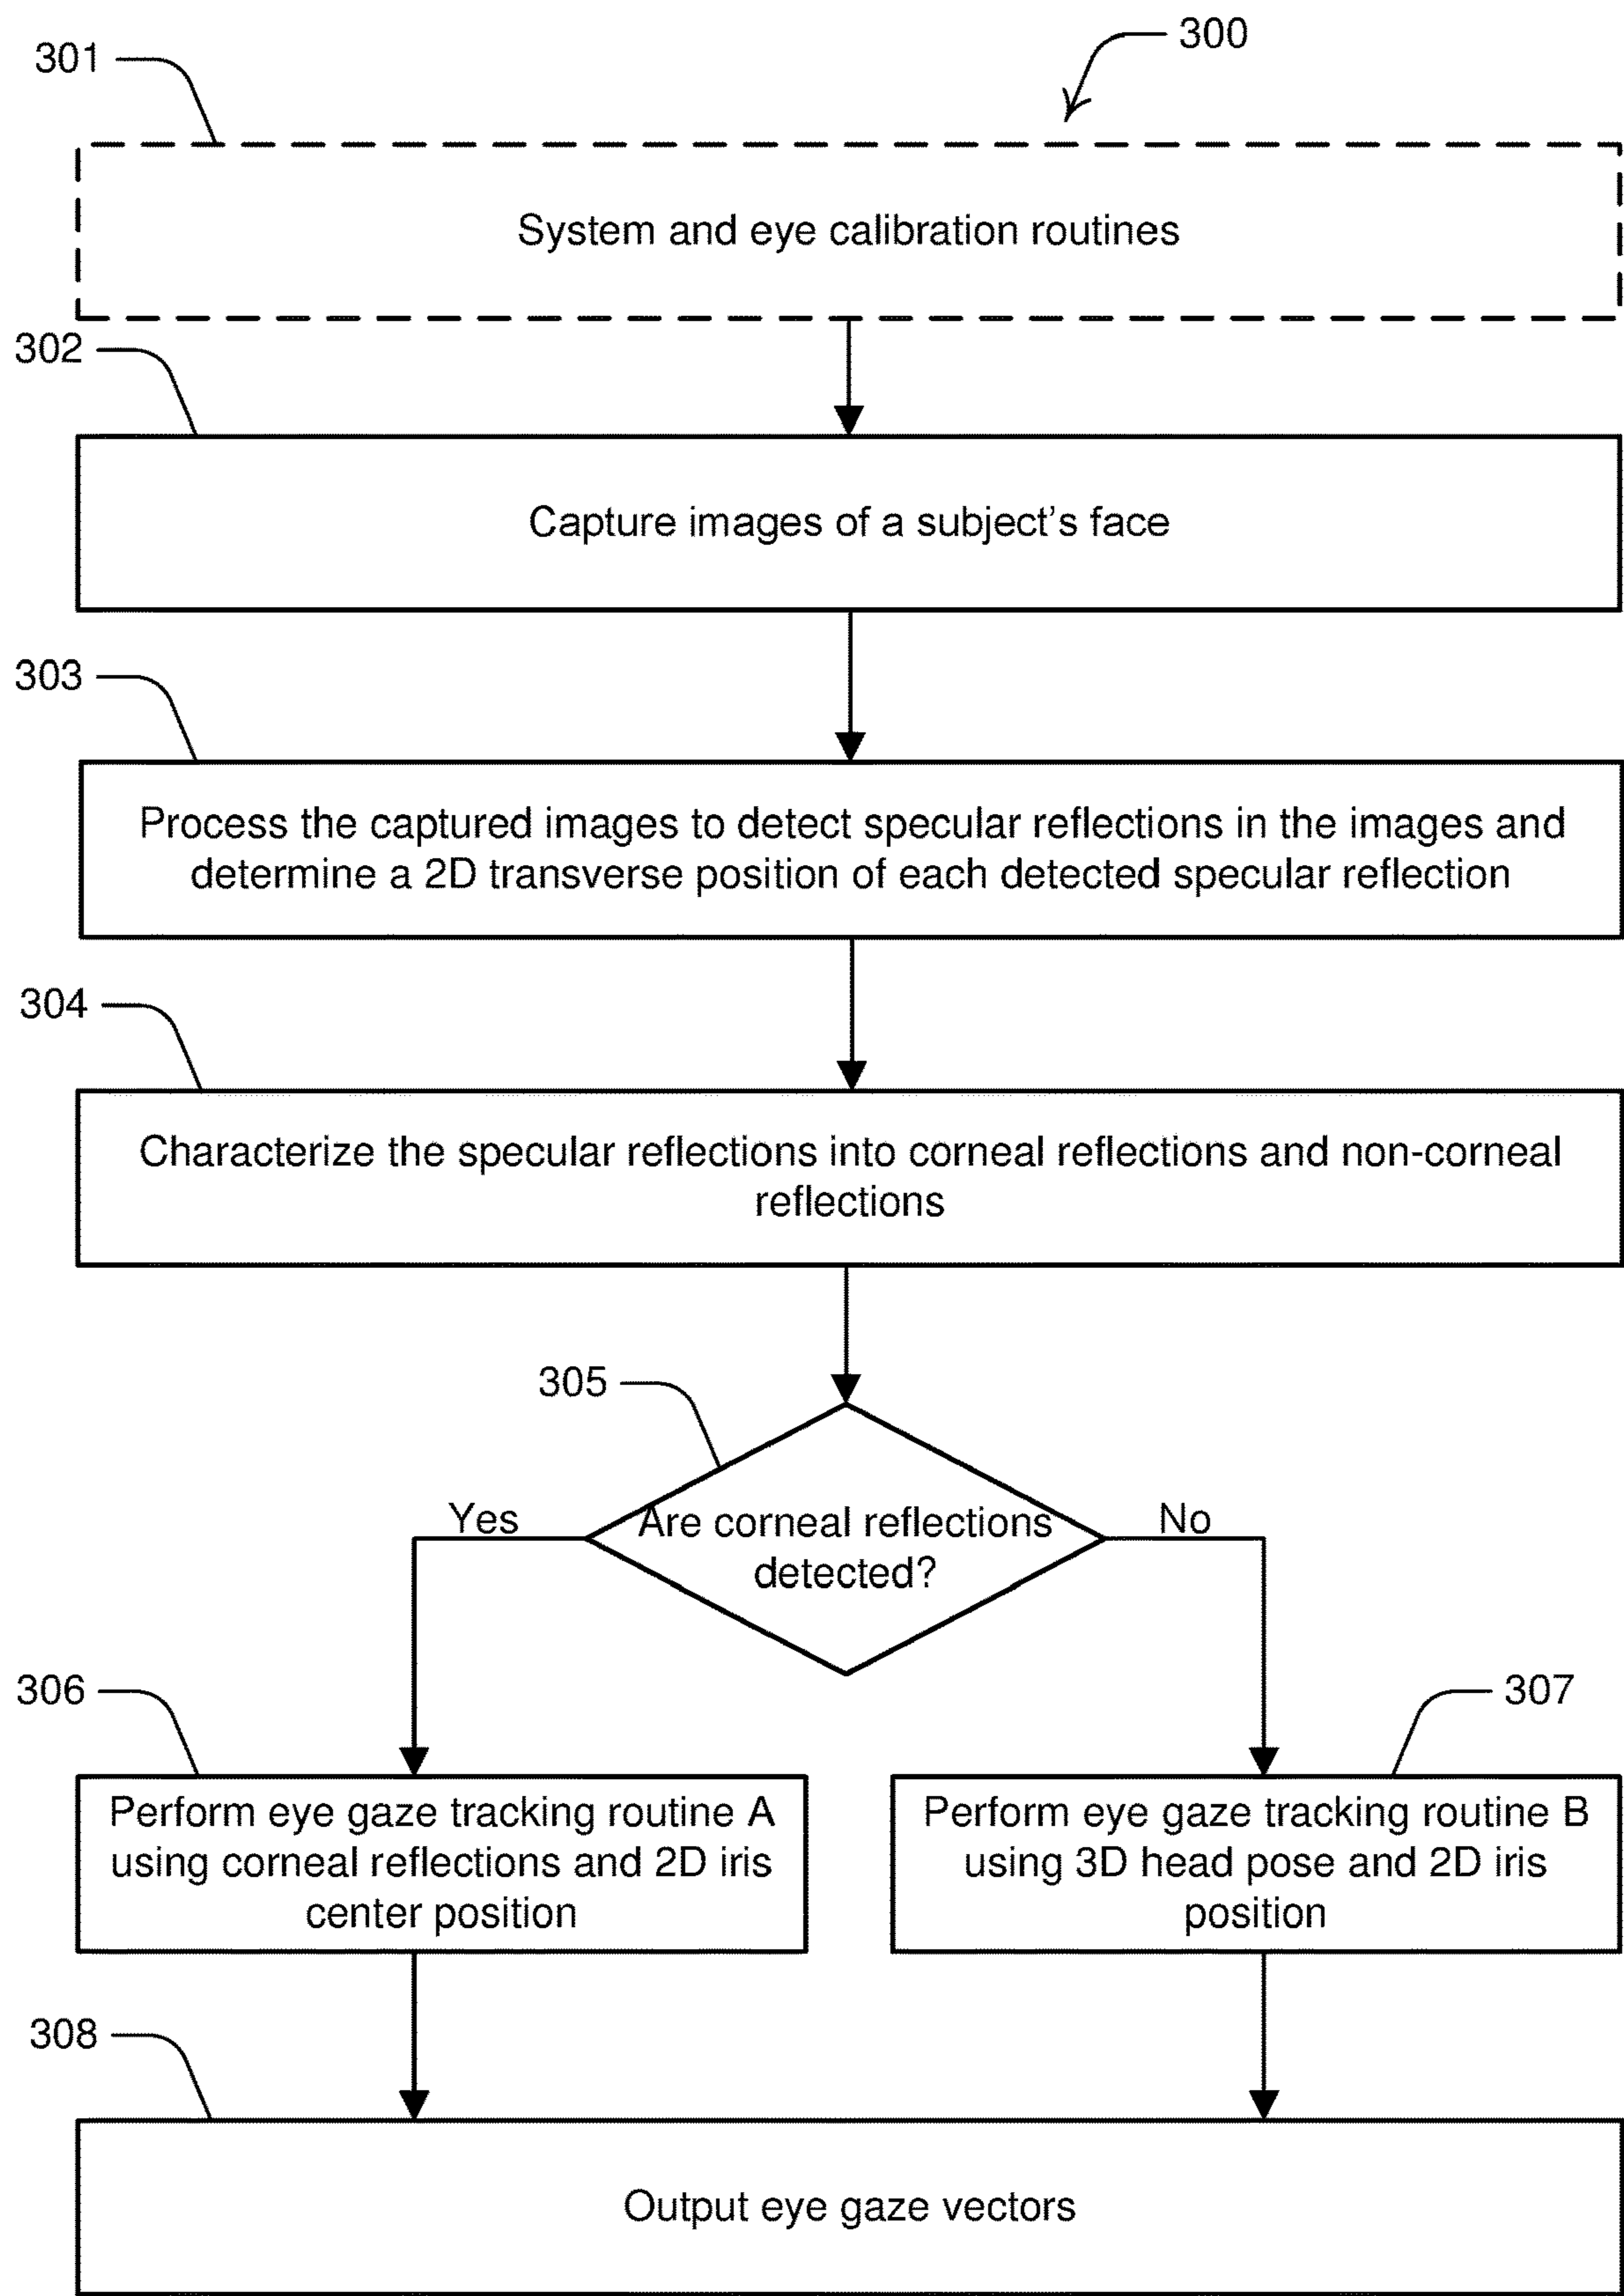 300
301
System and eye calibration routines
302
Capture images of a subject's face
303
Process the captured images to detect specular reflections in the images and
determine a 2D transverse position of each detected specular reflection
304
Characterize the specular reflections into corneal reflections and non-corneal
reflections
305
Yes
Are corneal reflections
detected?
No
306
307
Perform eye gaze tracking routine A
using corneal reflections and 2D iris
center position
Perform eye gaze tracking routine B
using 3D head pose and 2D iris
position
308
Output eye gaze vectors